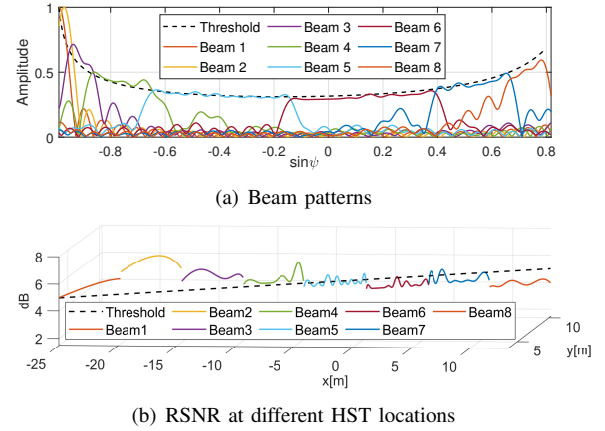 Amplitude
1
0.5
0
Threshold
Beam 3
Beam 6
Beam 1
Beam 4
Beam 7
Beam 2
Beam 5
Beam 8
-0.8 -0.6 -0.4 -0.2 0 0.2 0.4 0.6 0.8
sinψ
(a) Beam patterns
dB
8
6
4
2
Threshold Beam2 Beam4 Beam6 Beam8
Beam1 Beam3 Beam5 Beam7
-25 -20 -15 -10 -5 0 5 10
x[m]
5
10
y[m]
(b) RSNR at different HST locations